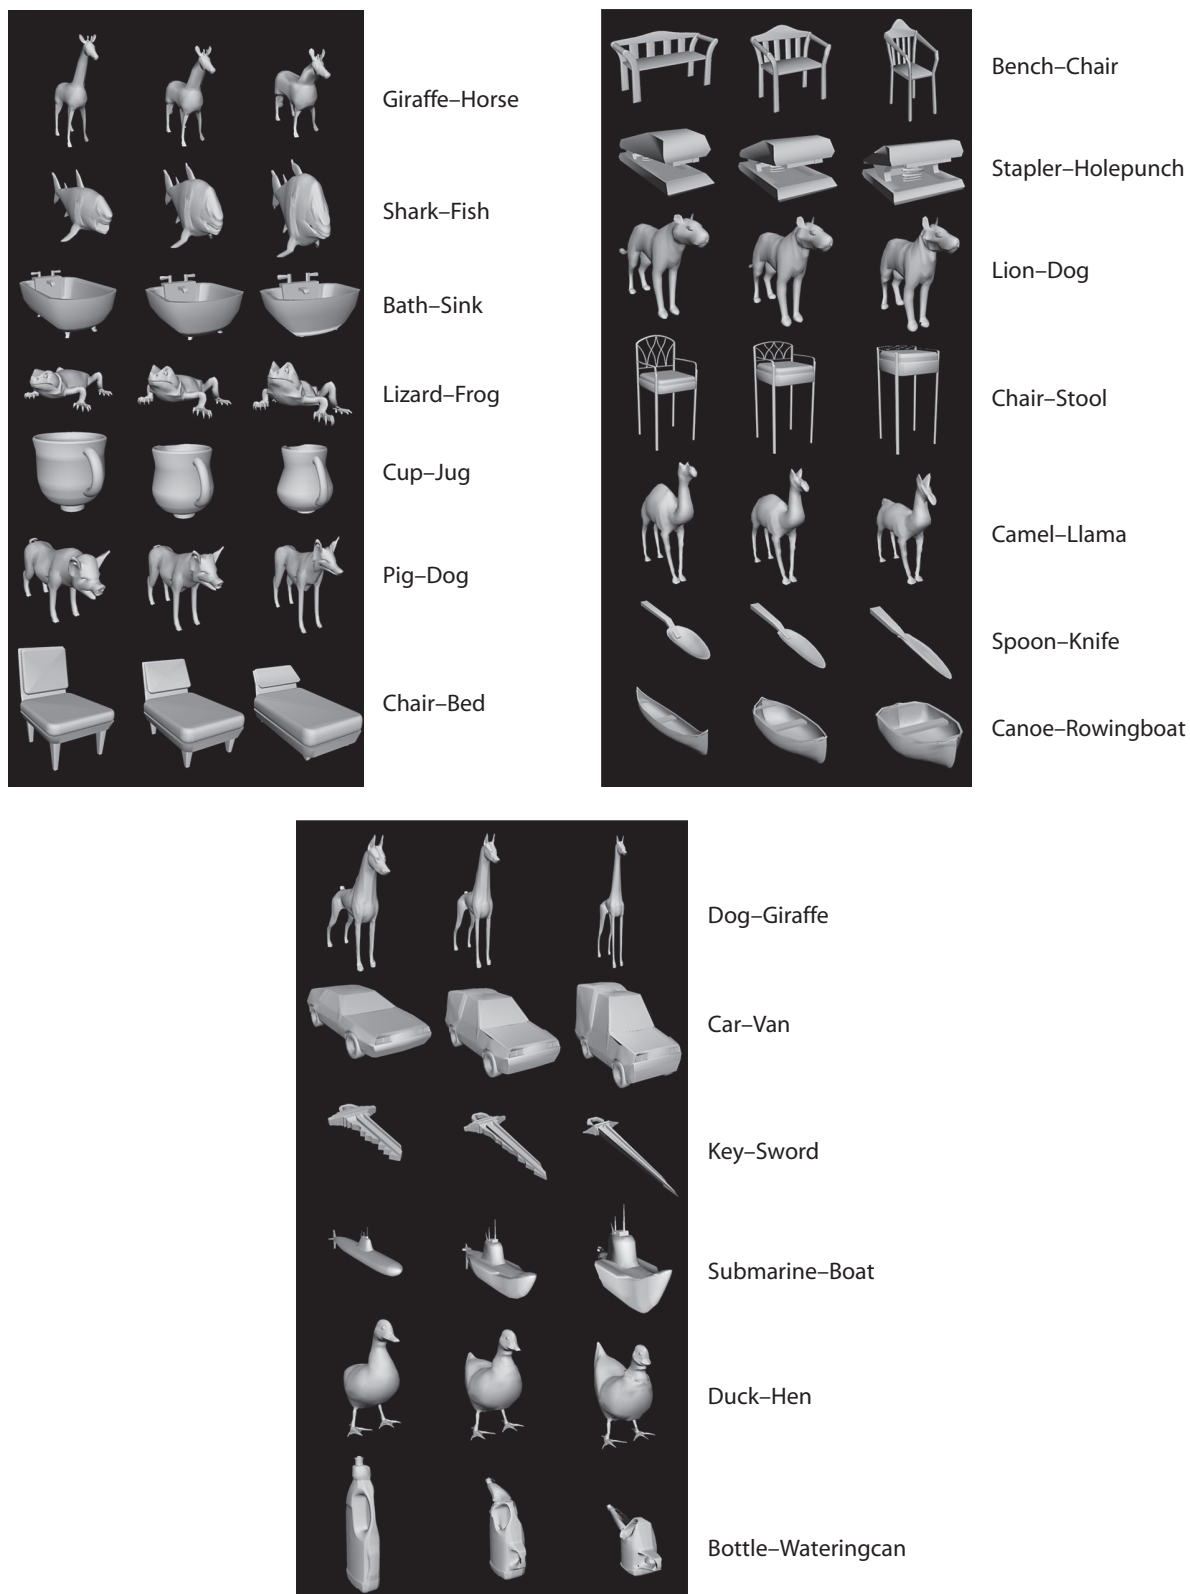 Giraffe–Horse
Shark–Fish
Bath–Sink
Lizard–Frog
Cup–Jug
Pig–Dog
Chair–Bed
Bench–Chair
Stapler–Holepunch
Lion–Dog
Chair–Stool
Camel–Llama
Spoon–Knife
Canoe–Rowingboat
Dog–Giraffe
Car–Van
Key–Sword
Submarine–Boat
Duck–Hen
Bottle–Wateringcan